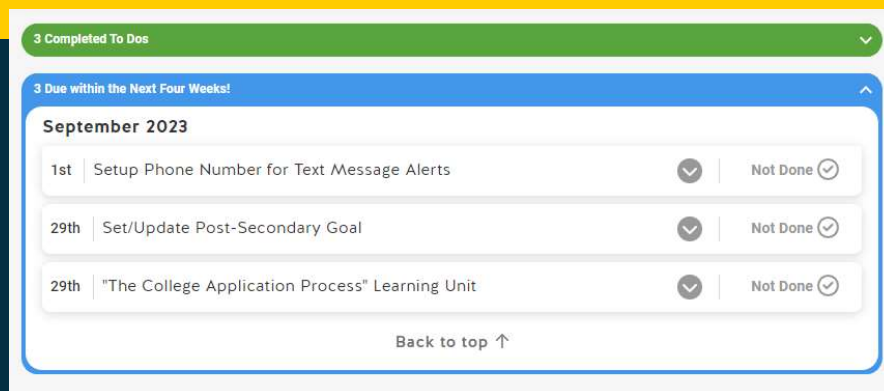 3 Completed To Dos
3 Due within the Next Four Weeks!
September 2023
1st Setup Phone Number for Text Message Alerts Not Done
29th Set/Update Post-Secondary Goal Not Done
29th "The College Application Process" Learning Unit Not Done
Back to top ↑